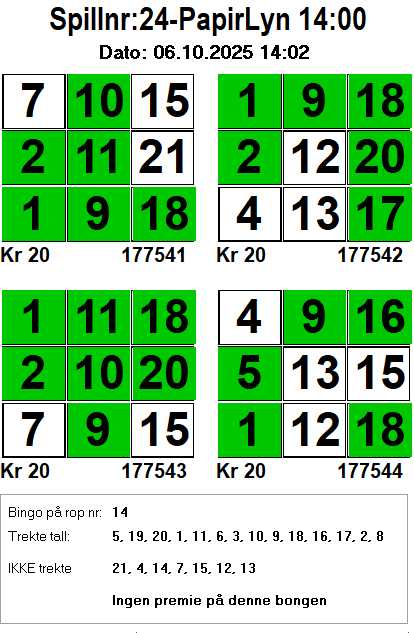 Spillnr:24-PapirLyn 14:00
Dato: 06.10.2025 14:02
7 10 15
2 11 21
1 9 18
Kr 20 177541
1 9 18
2 12 20
4 13 17
Kr 20 177542
1 11 18
2 10 20
7 9 15
Kr 20 177543
4 9 16
5 13 15
1 12 18
Kr 20 177544
Bingo på rop nr: 14
Trekte tall: 5, 19, 20, 1, 11, 6, 3, 10, 9, 18, 16, 17, 2, 8
IKKE trekte 21, 4, 14, 7, 15, 12, 13
Ingen premie på denne bongen